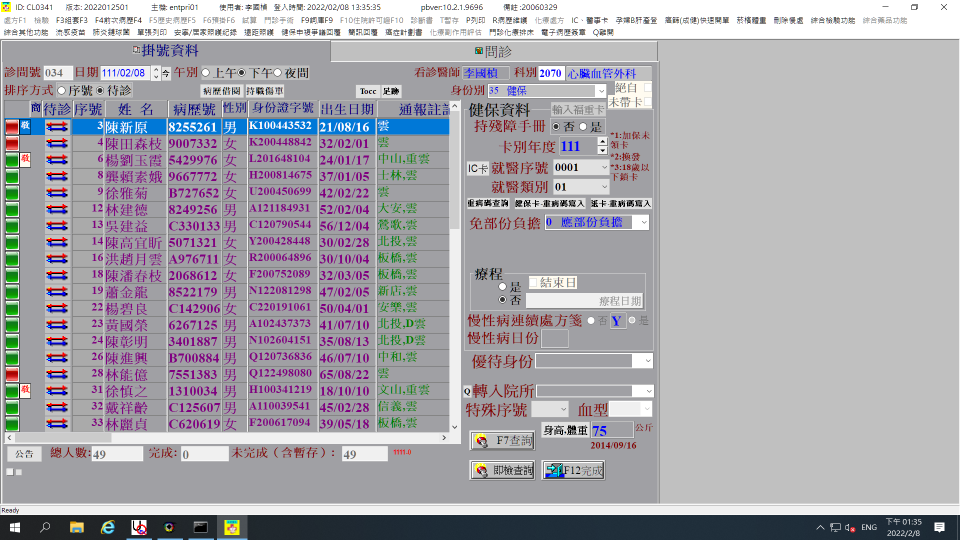 ID: CL0341 版本: 2022012501 主機: entpri01 使用者: 李國楨 登入時間: 2022/02/08 13:35:35 pbver:10.2.1.9696 備註:20060329
處方F1 檢驗 F3組套F3 F4前次病歷F4 F5歷史病歷F5 F6預掛F6 試算 門診手術 F9詞庫F9 F10住院許可證F10 診斷書 T暫存 P列印 R病歷維護 化療處方 IC、醫事卡 孕婦B肝產登 癌篩(成健)快速開單 菸檳雙重 刪除優處 綜合檢驗功能 綜合藥品功能
綜合其他功能 流感疫苗 肺炎鏈球菌 單張列印 安寧/居家照護紀錄 遠距照護 健保申報爭議回覆 簡訊回覆 癌症計劃書 化療副作用評估 門診化療排床 電子病歷簽章 Q離開
掛號資料 問診
診間號 034 日期 111/02/08 今 午別 上午 下午 夜間 看診醫師 李國楨 科別 2070 心臟血管外科
排序方式 序號 待診 病歷借閱 持職傷單 Tocc 足跡 身份別 35 健保 絕自
未帶卡
商 待診 序號 姓 名 病歷號 性別 身份證字號 出生日期 通報註記
3 陳新原 8255261 男 K100443532 21/08/16 雲
4 陳田森枝 9007332 女 K200448842 32/02/01 雲
6 楊劉玉霞 5429976 女 L201648104 24/01/17 中山,重雲
8 龔賴素娥 9667772 女 H200814675 37/01/05 士林,雲
9 徐雅菊 B727652 女 U200450699 42/02/22 雲
12 林建德 8249256 男 A121184931 52/02/04 大安,雲
13 吳建益 C330133 男 C120790544 56/12/04 鶯歌,雲
14 陳高宜昕 5071321 女 Y200428448 30/02/28 北投,雲
16 洪趙月雲 A976711 女 R200064896 30/10/04 板橋,雲
18 陳潘春枝 2068612 女 F200752089 32/03/05 板橋,雲
19 蕭金龍 8522179 男 N122081298 47/02/05 新店,雲
22 楊碧良 C142906 女 C220191061 50/04/01 安樂,雲
23 黃國榮 6267125 男 A102437373 41/07/10 北投,D雲
24 陳彰明 3401887 男 N102604151 35/08/13 北投,D雲
26 陳進興 B700884 男 Q120736836 46/07/10 中和,雲
28 林能億 7551383 男 Q122498080 65/08/22 雲
31 徐慎之 1310034 男 H100341219 18/10/10 文山,重雲
32 戴祥齡 C125607 男 A110039541 45/02/28 信義,雲
33 林麗貞 C620619 女 F200617094 39/05/18 板橋,雲
公告 總人數: 49 完成: 0 未完成（含暫存）: 49 1111-0
健保資料 輸入福重卡
持殘障手冊 否 是
卡別年度 111
*1:加保未領卡
*2:換發
*3:18歲以下鎖卡
IC卡 就醫序號 0001
就醫類別 01
重病碼查詢 健保卡-重病碼寫入 紙卡-重病碼寫入
免部份負擔 0 應部份負擔
療程
是 結束日
否 療程日期
慢性病連續處方箋 否 Y 是
慢性病日份
優待身份
Q 轉入院所
特殊序號 血型
F7查詢 身高.體重 75 公斤
2014/09/16
即檢查詢 F12完成
Ready
ENG 下午 01:35
2022/2/8